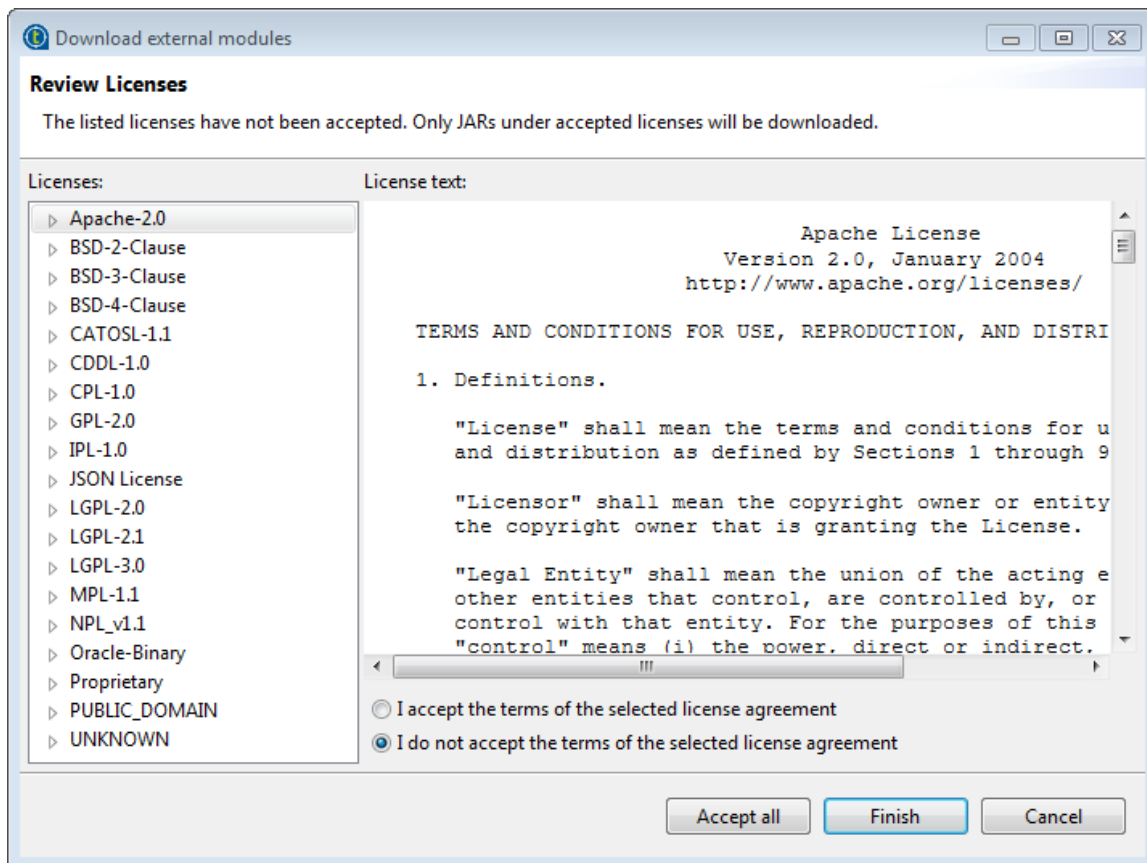 Download external modules
Review Licenses
The listed licenses have not been accepted. Only JARs under accepted licenses will be downloaded.
Licenses:
Apache-2.0
BSD-2-Clause
BSD-3-Clause
BSD-4-Clause
CATOSL-1.1
CDDL-1.0
CPL-1.0
GPL-2.0
IPL-1.0
JSON License
LGPL-2.0
LGPL-2.1
LGPL-3.0
MPL-1.1
NPL_v1.1
Oracle-Binary
Proprietary
PUBLIC_DOMAIN
UNKNOWN
License text:
Apache License
Version 2.0, January 2004
http://www.apache.org/licenses/
TERMS AND CONDITIONS FOR USE, REPRODUCTION, AND DISTRI
1. Definitions.
"License" shall mean the terms and conditions for u
and distribution as defined by Sections 1 through 9
"Licensor" shall mean the copyright owner or entity
the copyright owner that is granting the License.
"Legal Entity" shall mean the union of the acting e
other entities that control, are controlled by, or
control with that entity. For the purposes of this
"control" means (i) the power, direct or indirect,
I accept the terms of the selected license agreement
I do not accept the terms of the selected license agreement
Accept all
Finish
Cancel